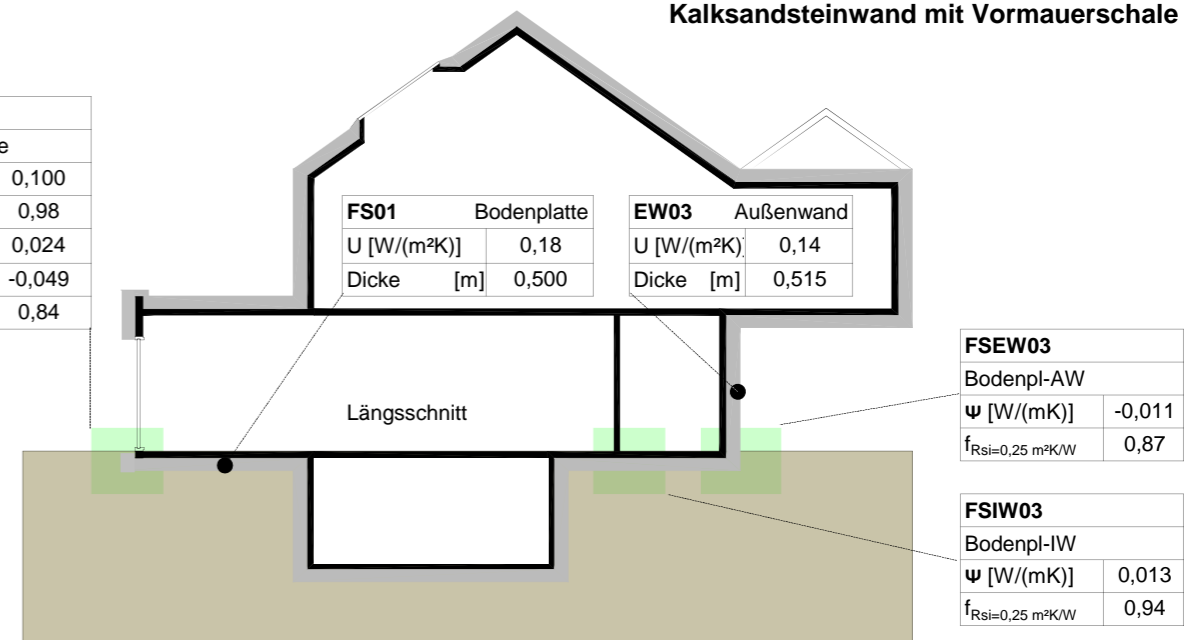 Kalksandsteinwand mit Vormauerschale
0,100
0,98
0,024
-0,049
0,84
FS01 Bodenplatte
U [W/(m²K)] 0,18
Dicke [m] 0,500
EW03 Außenwand
U [W/(m²K) 0,14
Dicke [m] 0,515
Längsschnitt
FSEW03
Bodenpl-AW
Ψ [W/(mK)] -0,011
fRsi=0,25 m²K/W 0,87
FSIW03
Bodenpl-IW
Ψ [W/(mK)] 0,013
fRsi=0,25 m²K/W 0,94